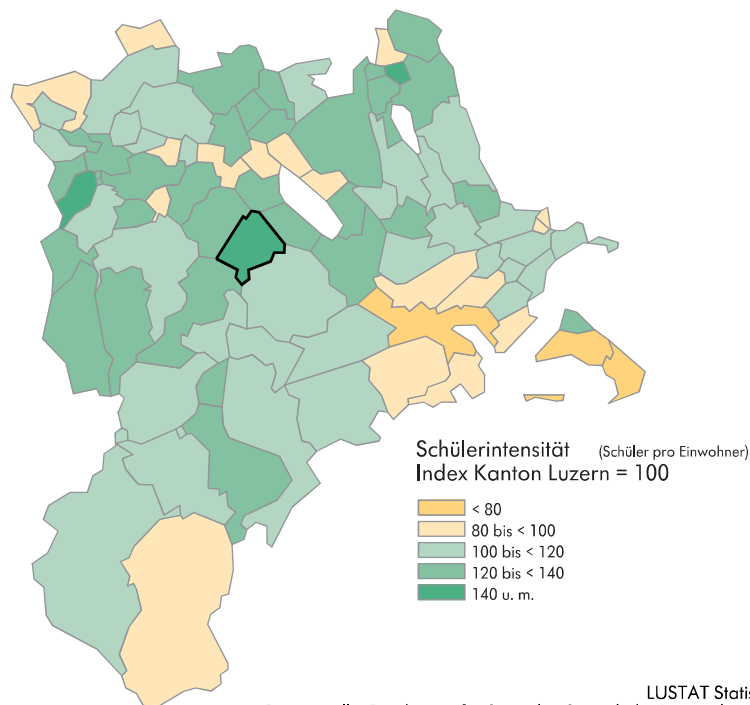 Schülerintensität (Schüler pro Einwohner)
Index Kanton Luzern = 100
< 80
80 bis < 100
100 bis < 120
120 bis < 140
140 u. m.
LUSTAT Statis